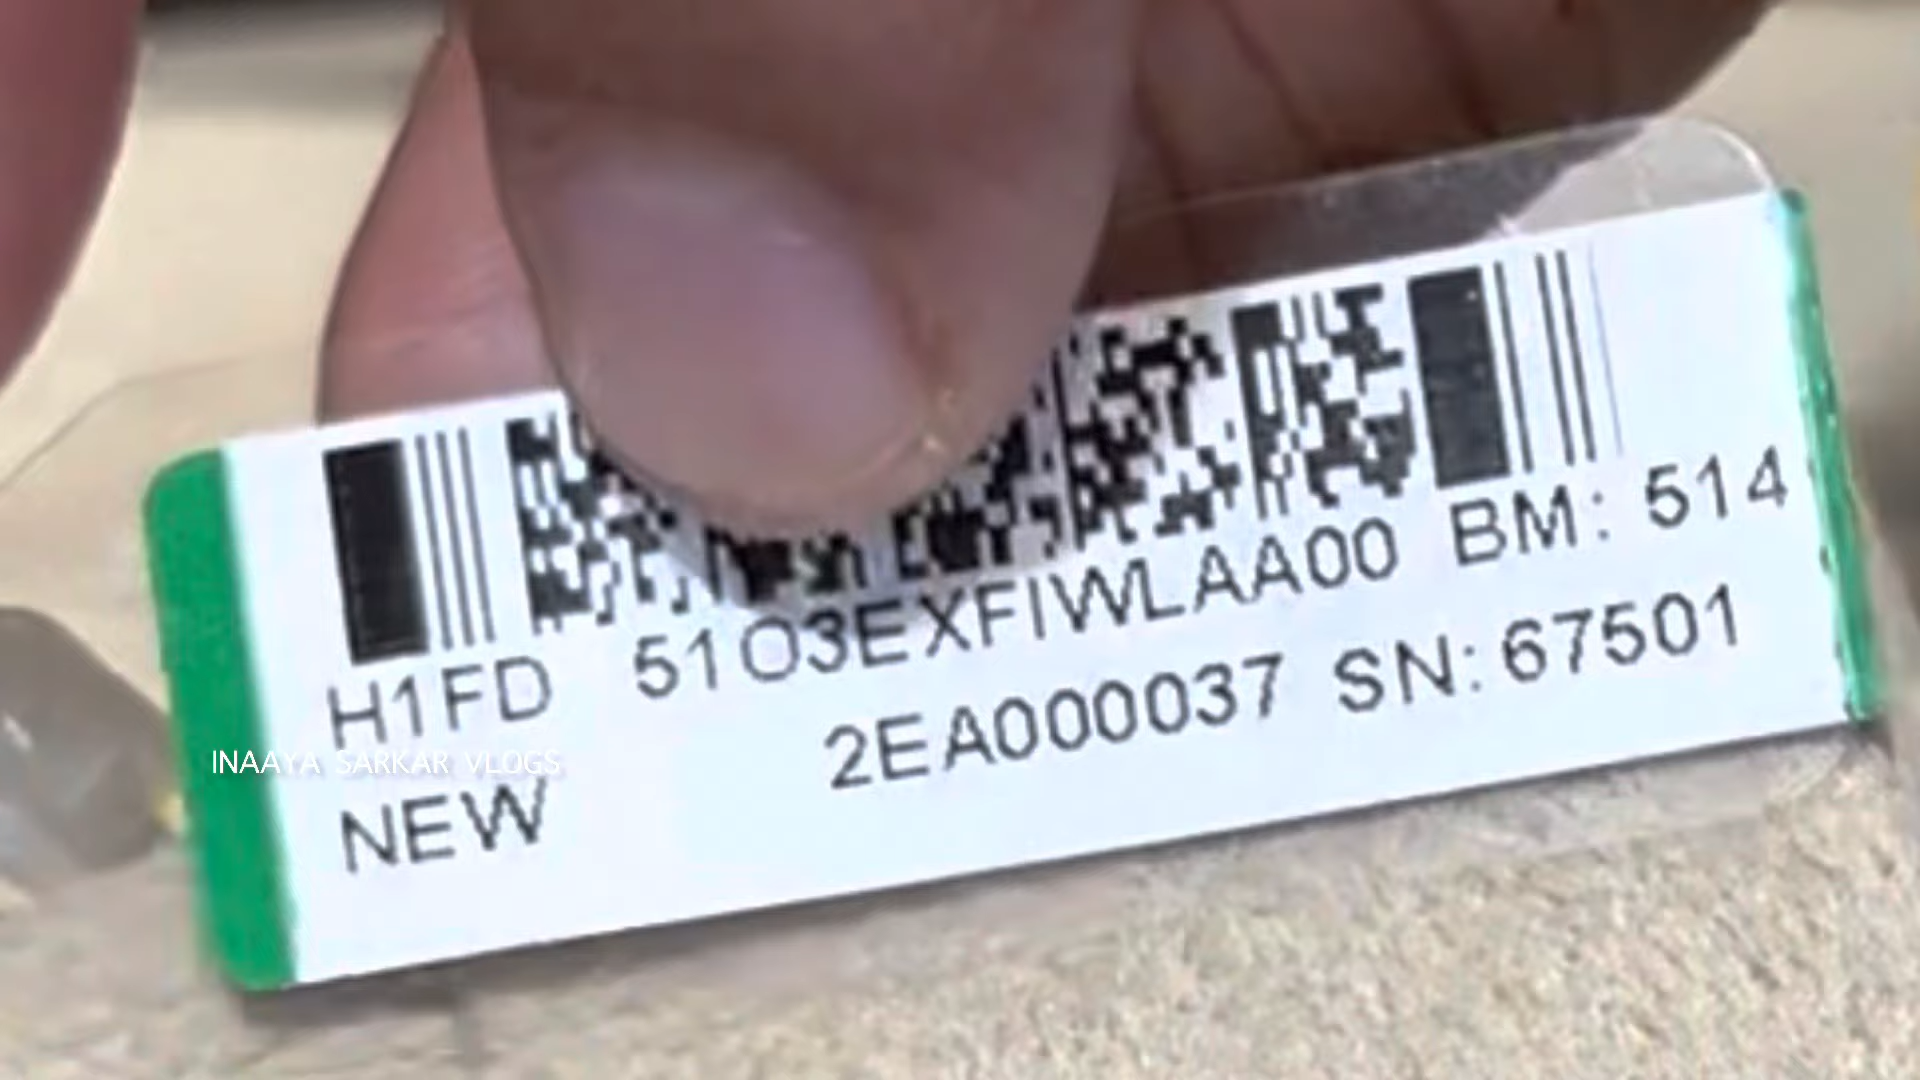 H1FD 51O3EXFIWLAA00 BM: 514
2EA000037 SN: 67501
INAAYA SARKAR VLOGS
NEW